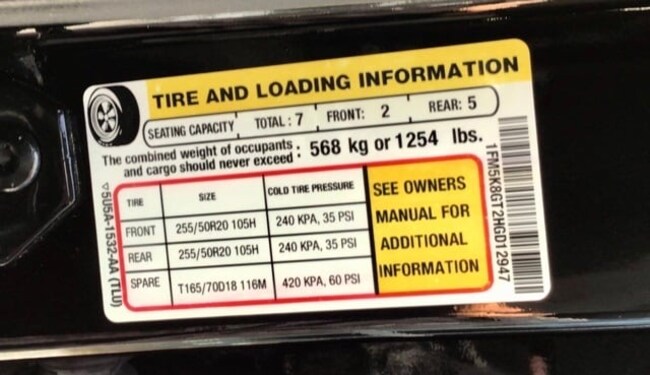 TIRE AND LOADING INFORMATION
SEATING CAPACITY TOTAL: 7 FRONT: 2 REAR: 5
The combined weight of occupants and cargo should never exceed: 568 kg or 1254 lbs.
TIRE SIZE COLD TIRE PRESSURE
FRONT 255/50R20 105H 240 KPA, 35 PSI
REAR 255/50R20 105H 240 KPA, 35 PSI
SPARE T165/70D18 116M 420 KPA, 60 PSI
SEE OWNERS
MANUAL FOR
ADDITIONAL
INFORMATION
5U5A-1532-AA (TLU)
1FM5K8GT2HGD12947